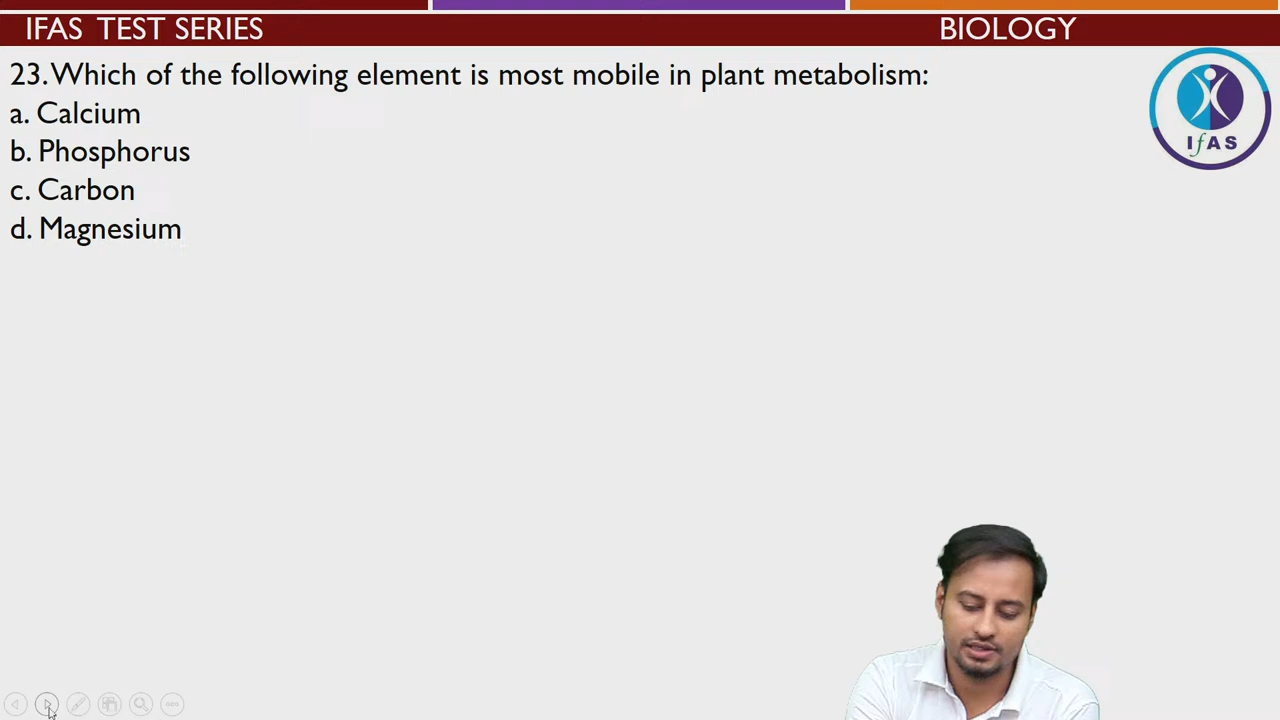 IFAS TEST SERIES
BIOLOGY
23. Which of the following element is most mobile in plant metabolism:
a. Calcium
b. Phosphorus
c. Carbon
d. Magnesium
IfAS